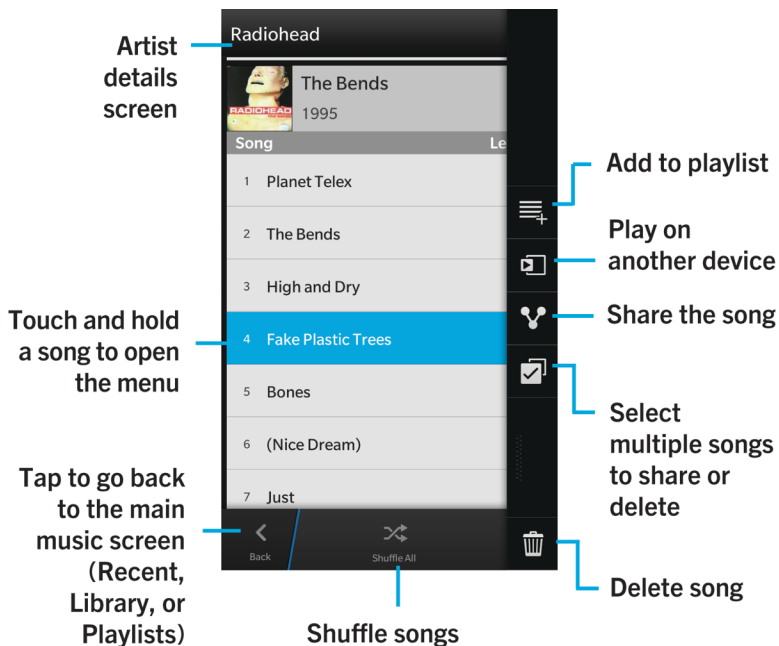 Artist
details
screen
Radiohead
RADIOHEAD
The Bends
1995
Song Le
1 Planet Telex
2 The Bends
3 High and Dry
4 Fake Plastic Trees
5 Bones
6 (Nice Dream)
7 Just
Back
Shuffle All
Touch and hold
a song to open
the menu
Tap to go back
to the main
music screen
(Recent,
Library, or
Playlists)
Shuffle songs
Add to playlist
Play on
another device
Share the song
Select
multiple songs
to share or
delete
Delete song